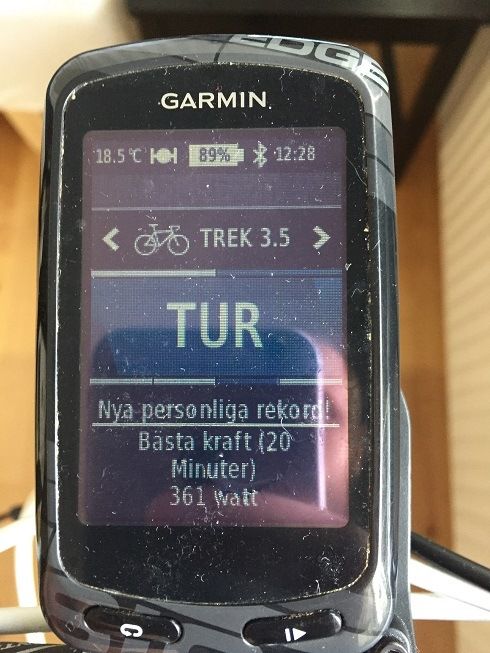 EDGE
GARMIN
18.5°C 89% 12:28
< TREK 3.5 >
TUR
Nya personliga rekord!
Bästa kraft (20
Minuter)
361 watt